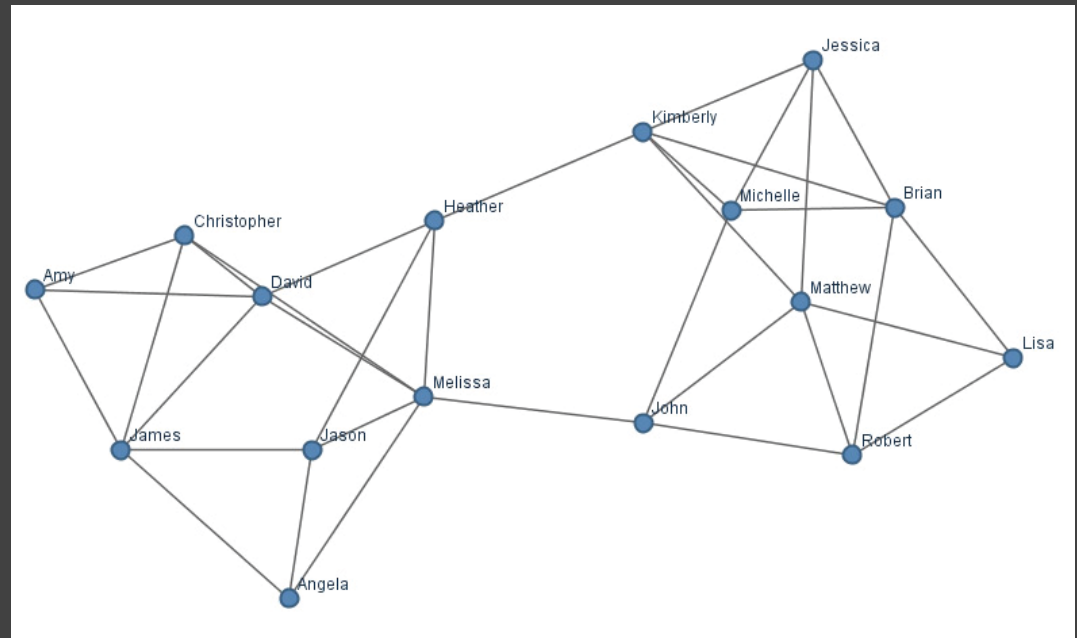 Jessica
Kimberly
Michelle
Brian
Heather
Christopher
Amy
David
Matthew
Lisa
Melissa
John
James
Jason
Robert
Angela